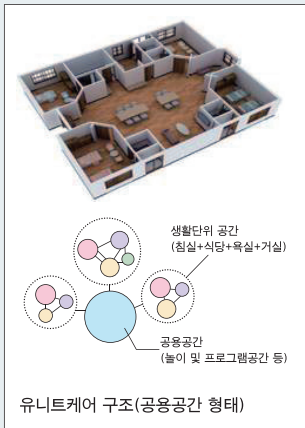 생활단위 공간
(침실+식당+욕실+거실)
공용공간
(놀이 및 프로그램공간 등)
유니트케어 구조(공용공간 형태)